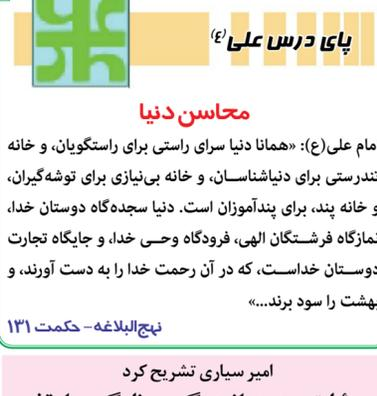 پای درس علی(ع)
محاسن دنیا
مام علی(ع): «همانا دنیا سرای راستی برای راستگویان، و خانه
تندرستی برای دنیاشناسان، و خانه بی‌نیازی برای توشه‌گیران،
و خانه پند، برای پندآموزان است. دنیا سجده‌گاه دوستان خدا،
نمازگاه فرشتگان الهی، فرودگاه وحی خدا، و جایگاه تجارت
دوستان خداست، که در آن رحمت خدا را به دست آورند، و
بهشت را سود برند...»
نهج‌البلاغه - حکمت ۱۳۱
امیر سیاری تشریح کرد